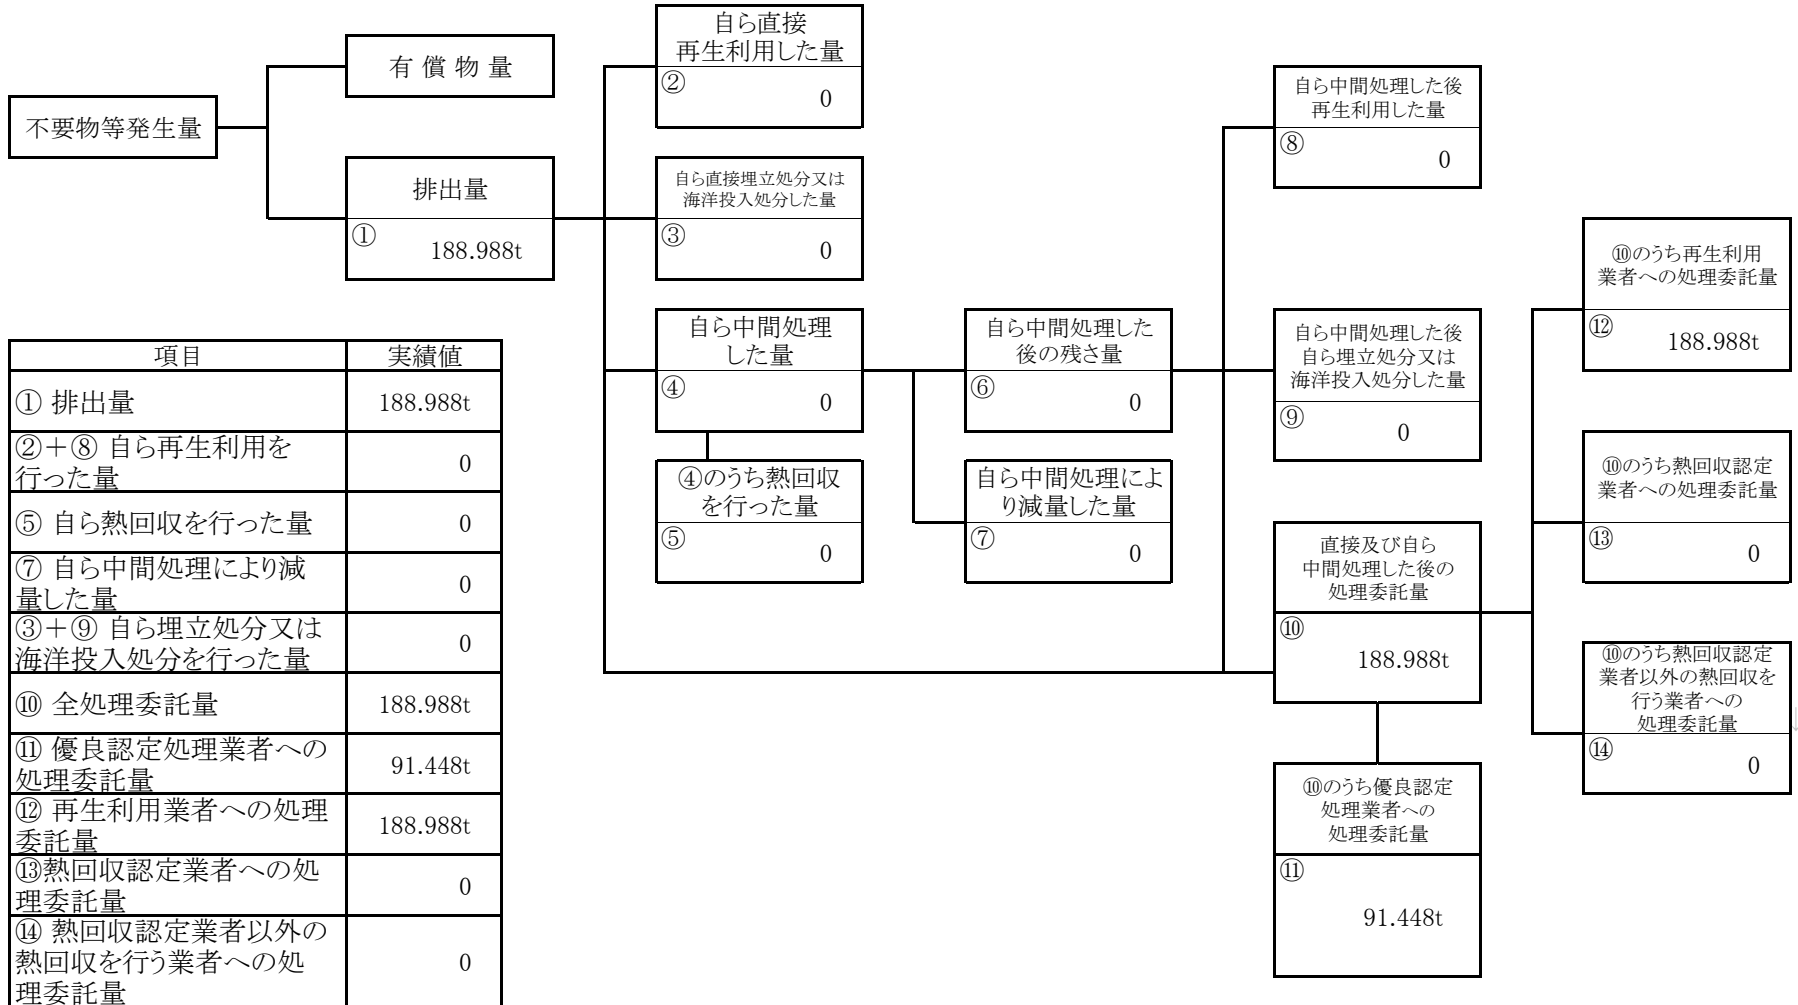 不要物等発生量
有 償 物 量
排出量
①
188.988t
自ら直接
再生利用した量
②
0
自ら直接埋立処分又は
海洋投入処分した量
③
0
自ら中間処理
した量
④
0
④のうち熱回収
を行った量
⑤
0
自ら中間処理した
後の残さ量
⑥
0
自ら中間処理によ
り減量した量
⑦
0
自ら中間処理した後
再生利用した量
⑧
0
自ら中間処理した後
自ら埋立処分又は
海洋投入処分した量
⑨
0
直接及び自ら
中間処理した後の
処理委託量
⑩
188.988t
⑩のうち優良認定
処理業者への
処理委託量
⑪
91.448t
⑩のうち再生利用
業者への処理委託量
⑫
188.988t
⑩のうち熱回収認定
業者への処理委託量
⑬
0
⑩のうち熱回収認定
業者以外の熱回収を
行う業者への
処理委託量
⑭
0
↓
項目 実績値
① 排出量 188.988t
②＋⑧ 自ら再生利用を
行った量 0
⑤ 自ら熱回収を行った量 0
⑦ 自ら中間処理により減
量した量 0
③＋⑨ 自ら埋立処分又は
海洋投入処分を行った量 0
⑩ 全処理委託量 188.988t
⑪ 優良認定処理業者への
処理委託量 91.448t
⑫ 再生利用業者への処理
委託量 188.988t
⑬熱回収認定業者への処
理委託量 0
⑭ 熱回収認定業者以外の
熱回収を行う業者への処
理委託量 0